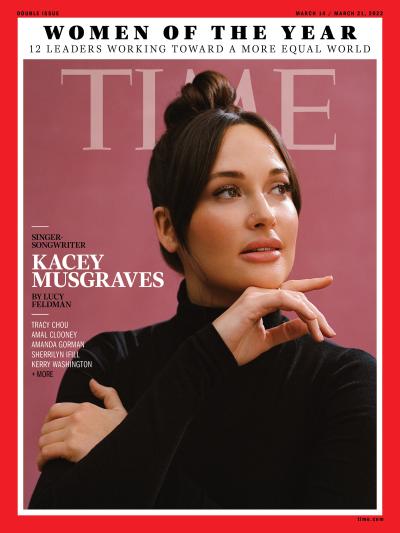 DOUBLE ISSUE
MARCH 14 / MARCH 21, 2022
WOMEN OF THE YEAR
12 LEADERS WORKING TOWARD A MORE EQUAL WORLD
TIME
SINGER-
SONGWRITER
KACEY
MUSGRAVES
BY LUCY
FELDMAN
TRACY CHOU
AMAL CLOONEY
AMANDA GORMAN
SHERRILYN IFILL
KERRY WASHINGTON
+ MORE
time.com